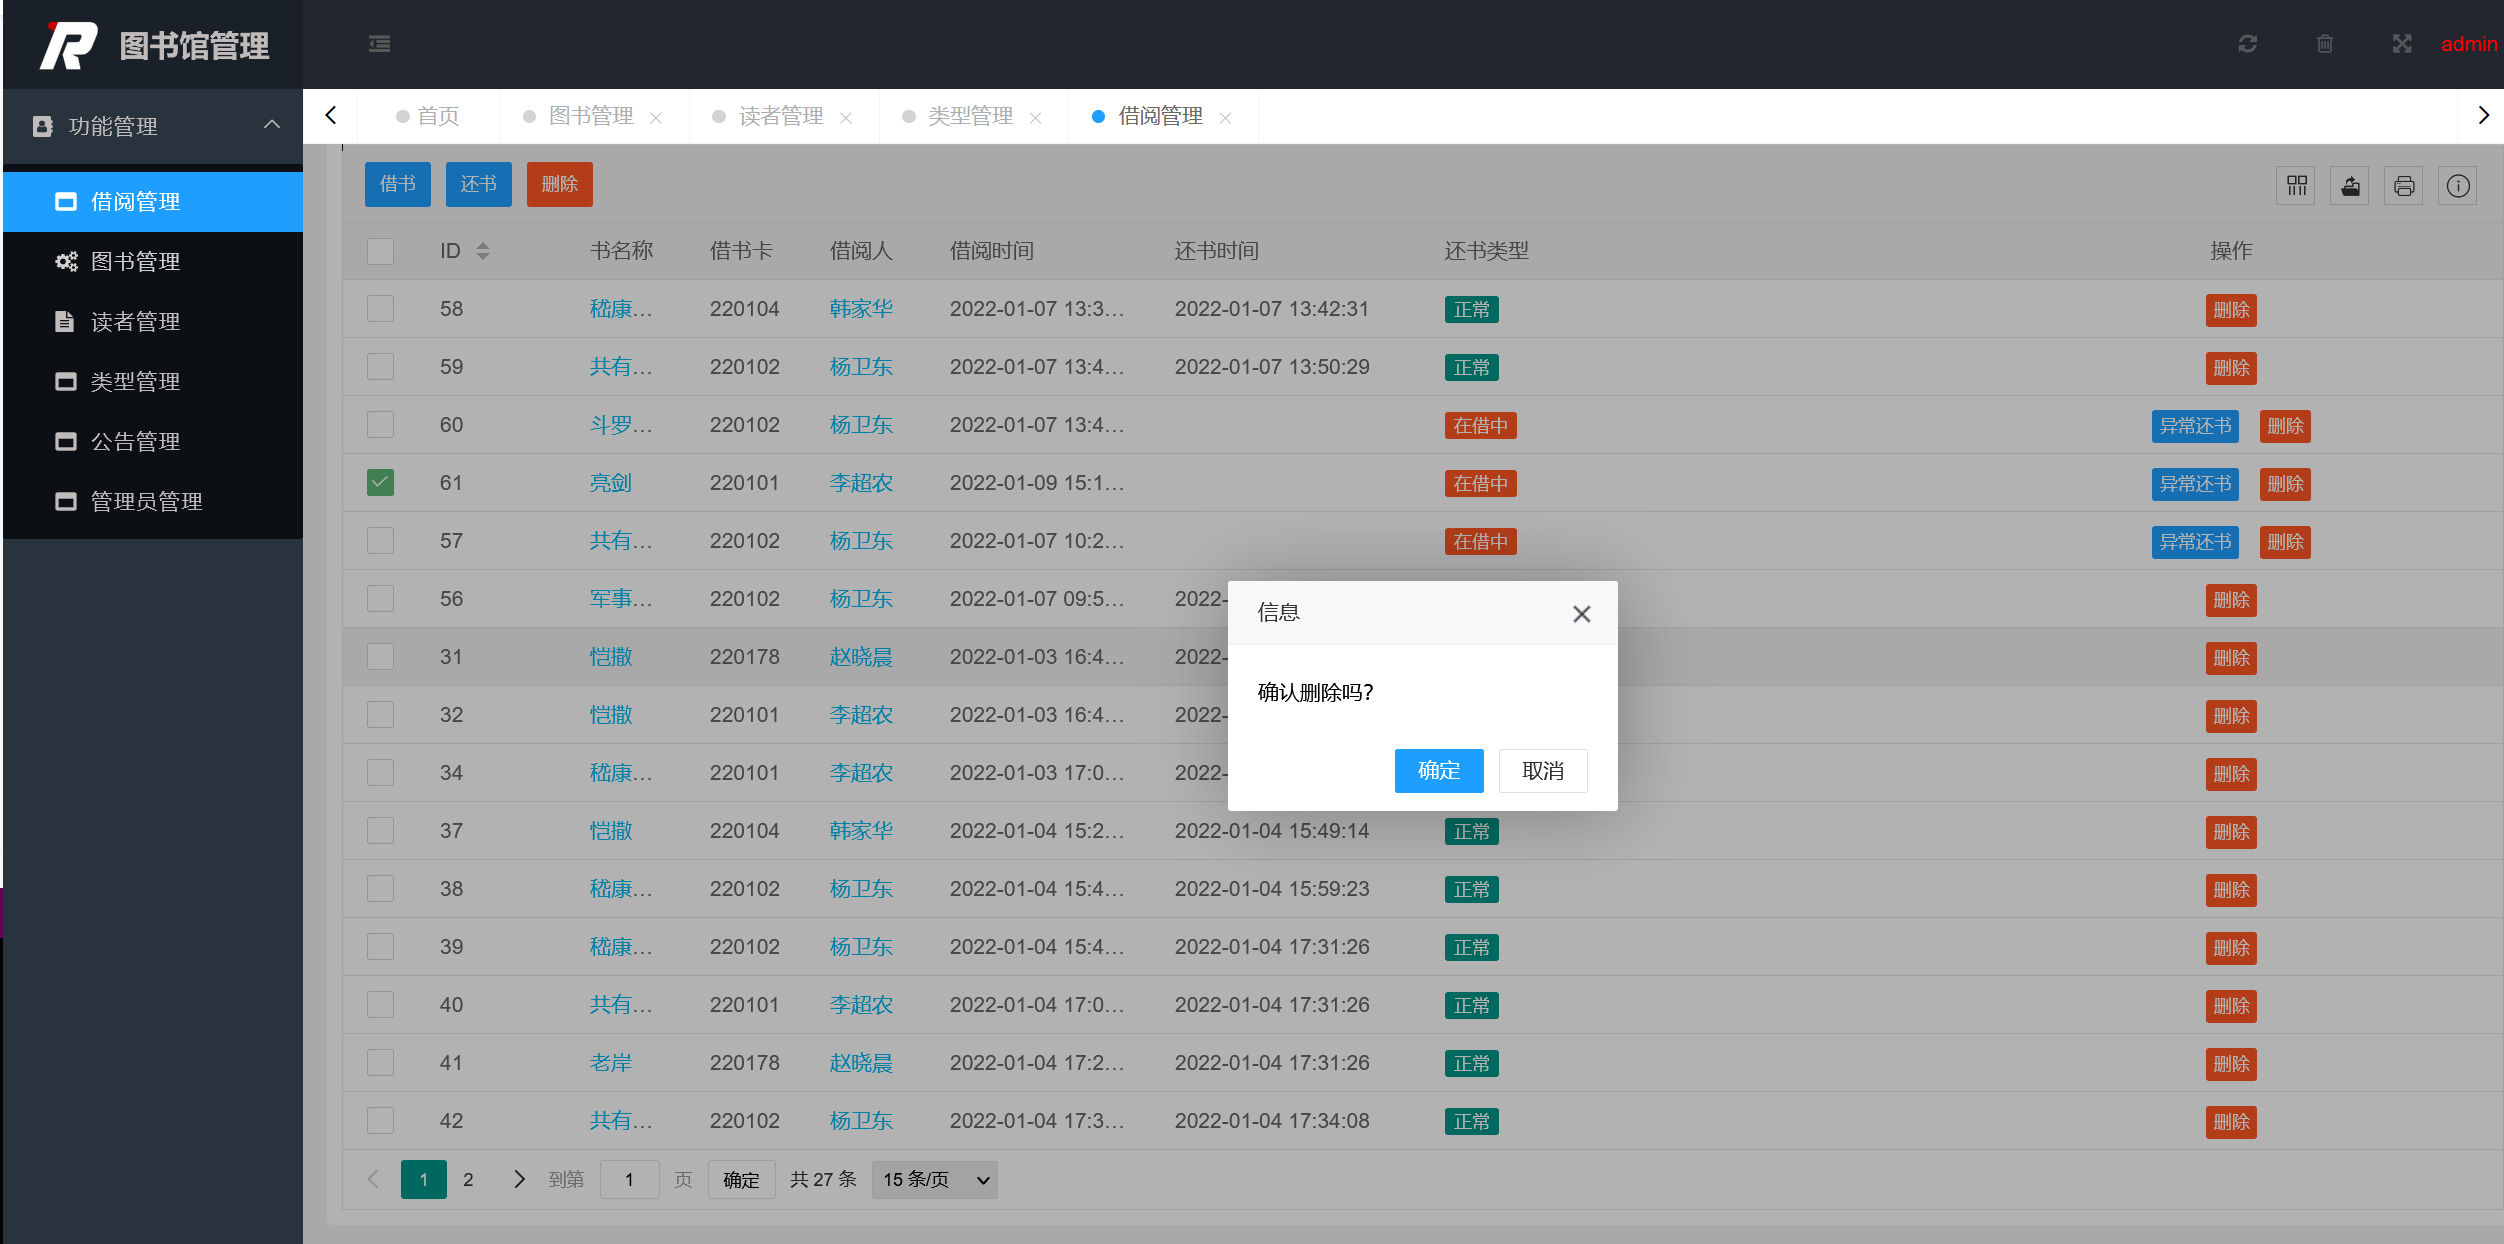 图书馆管理
admin
功能管理
借阅管理
图书管理
读者管理
类型管理
公告管理
管理员管理
首页 图书管理 读者管理 类型管理 借阅管理
借书 还书 删除
ID 书名称 借书卡 借阅人 借阅时间 还书时间 还书类型 操作
58 嵇康... 220104 韩家华 2022-01-07 13:3... 2022-01-07 13:42:31 正常 删除
59 共有... 220102 杨卫东 2022-01-07 13:4... 2022-01-07 13:50:29 正常 删除
60 斗罗... 220102 杨卫东 2022-01-07 13:4... 在借中 异常还书 删除
61 亮剑 220101 李超农 2022-01-09 15:1... 在借中 异常还书 删除
57 共有... 220102 杨卫东 2022-01-07 10:2... 在借中 异常还书 删除
56 军事... 220102 杨卫东 2022-01-07 09:5... 2022- 删除
31 恺撒 220178 赵晓晨 2022-01-03 16:4... 2022- 删除
32 恺撒 220101 李超农 2022-01-03 16:4... 2022- 删除
34 嵇康... 220101 李超农 2022-01-03 17:0... 2022- 删除
37 恺撒 220104 韩家华 2022-01-04 15:2... 2022-01-04 15:49:14 正常 删除
38 嵇康... 220102 杨卫东 2022-01-04 15:4... 2022-01-04 15:59:23 正常 删除
39 嵇康... 220102 杨卫东 2022-01-04 15:4... 2022-01-04 17:31:26 正常 删除
40 共有... 220101 李超农 2022-01-04 17:0... 2022-01-04 17:31:26 正常 删除
41 老岸 220178 赵晓晨 2022-01-04 17:2... 2022-01-04 17:31:26 正常 删除
42 共有... 220102 杨卫东 2022-01-04 17:3... 2022-01-04 17:34:08 正常 删除
1 2 到第 1 页 确定 共 27 条 15 条/页
信息
确认删除吗?
确定 取消